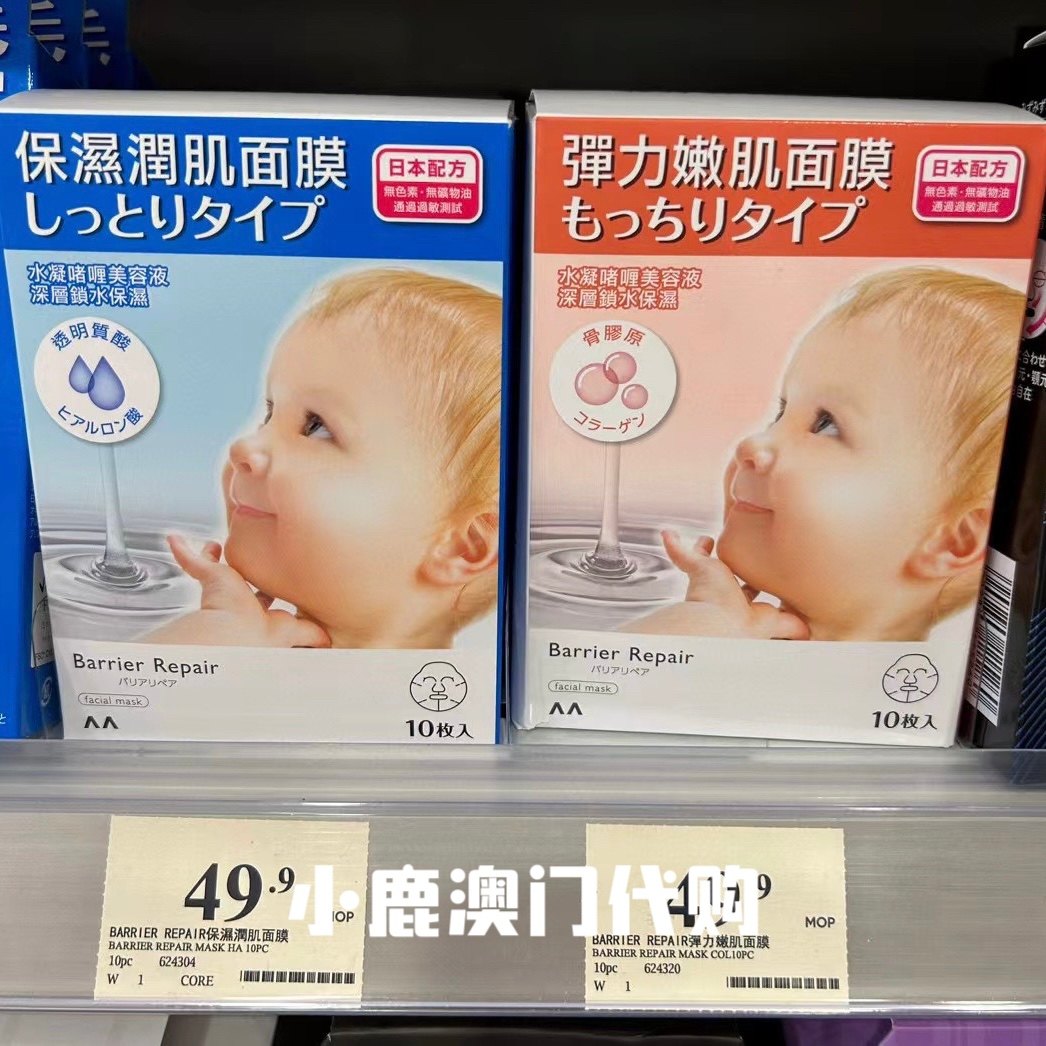 保濕潤肌面膜
しっとりタイプ
日本配方
無色素・無礦物油
通過過敏測試
水凝啫喱美容液
深層鎖水保濕
透明質酸
ヒアルロン酸
Barrier Repair
バリアリペア
facial mask
10枚入
彈力嫩肌面膜
もっちりタイプ
日本配方
無色素・無礦物油
通過過敏測試
水凝啫喱美容液
深層鎖水保濕
骨膠原
コラーゲン
Barrier Repair
バリアリペア
facial mask
10枚入
合わせ
自在
49.9
MOP
BARRIER REPAIR保濕潤肌面膜
BARRIER REPAIR MASK HA 10PC
10pc 624304
W 1 CORE
小鹿澳门代购
MOP
BARRIER REPAIR彈力嫩肌面膜
BARRIER REPAIR MASK COL10PC
10pc 624320
W 1